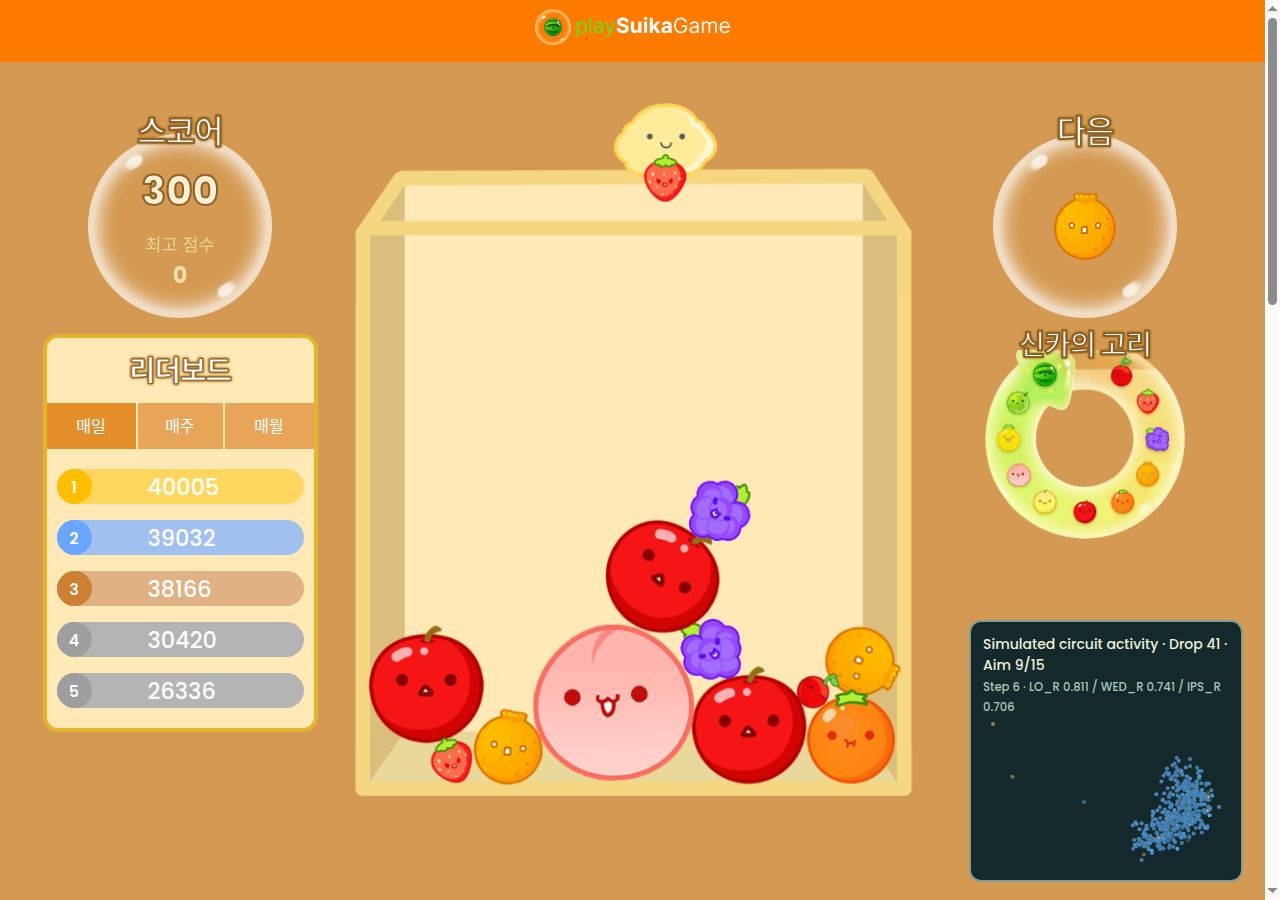 playSuikaGame
스코어
300
최고 점수
0
다음
리더보드
매일
매주
매월
1 40005
2 39032
3 38166
4 30420
5 26336
신카의 고리
Simulated circuit activity · Drop 41 ·
Aim 9/15
Step 6 · LO_R 0.811 / WED_R 0.741 / IPS_R
0.706